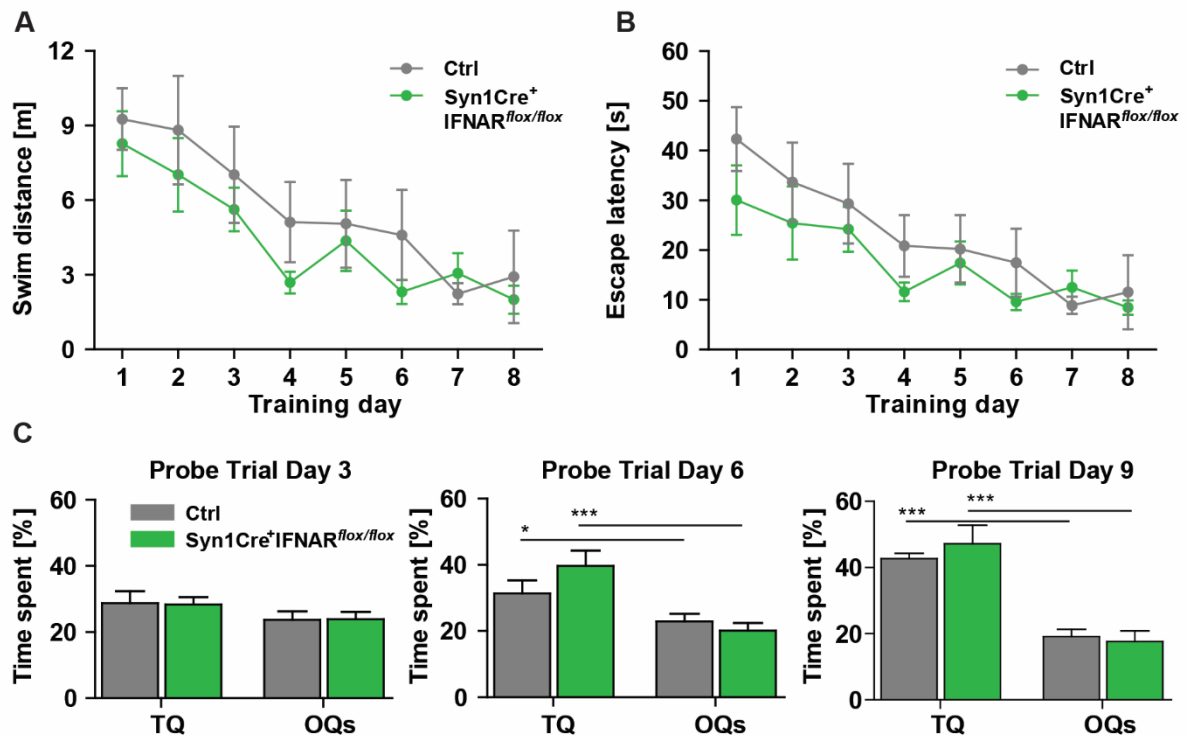 A
12
9
6
3
0
Swim distance [m]
Ctrl
Syn1Cre⁺
IFNARflox/flox
1 2 3 4 5 6 7 8
Training day
B
60
50
40
30
20
10
0
Escape latency [s]
Ctrl
Syn1Cre⁺
IFNARflox/flox
1 2 3 4 5 6 7 8
Training day
C
Probe Trial Day 3
60
40
20
0
Time spent [%]
Ctrl
Syn1Cre⁺IFNARflox/flox
TQ OQs
Probe Trial Day 6
60
40
20
0
Time spent [%]
* ***
TQ OQs
Probe Trial Day 9
60
40
20
0
Time spent [%]
*** ***
TQ OQs